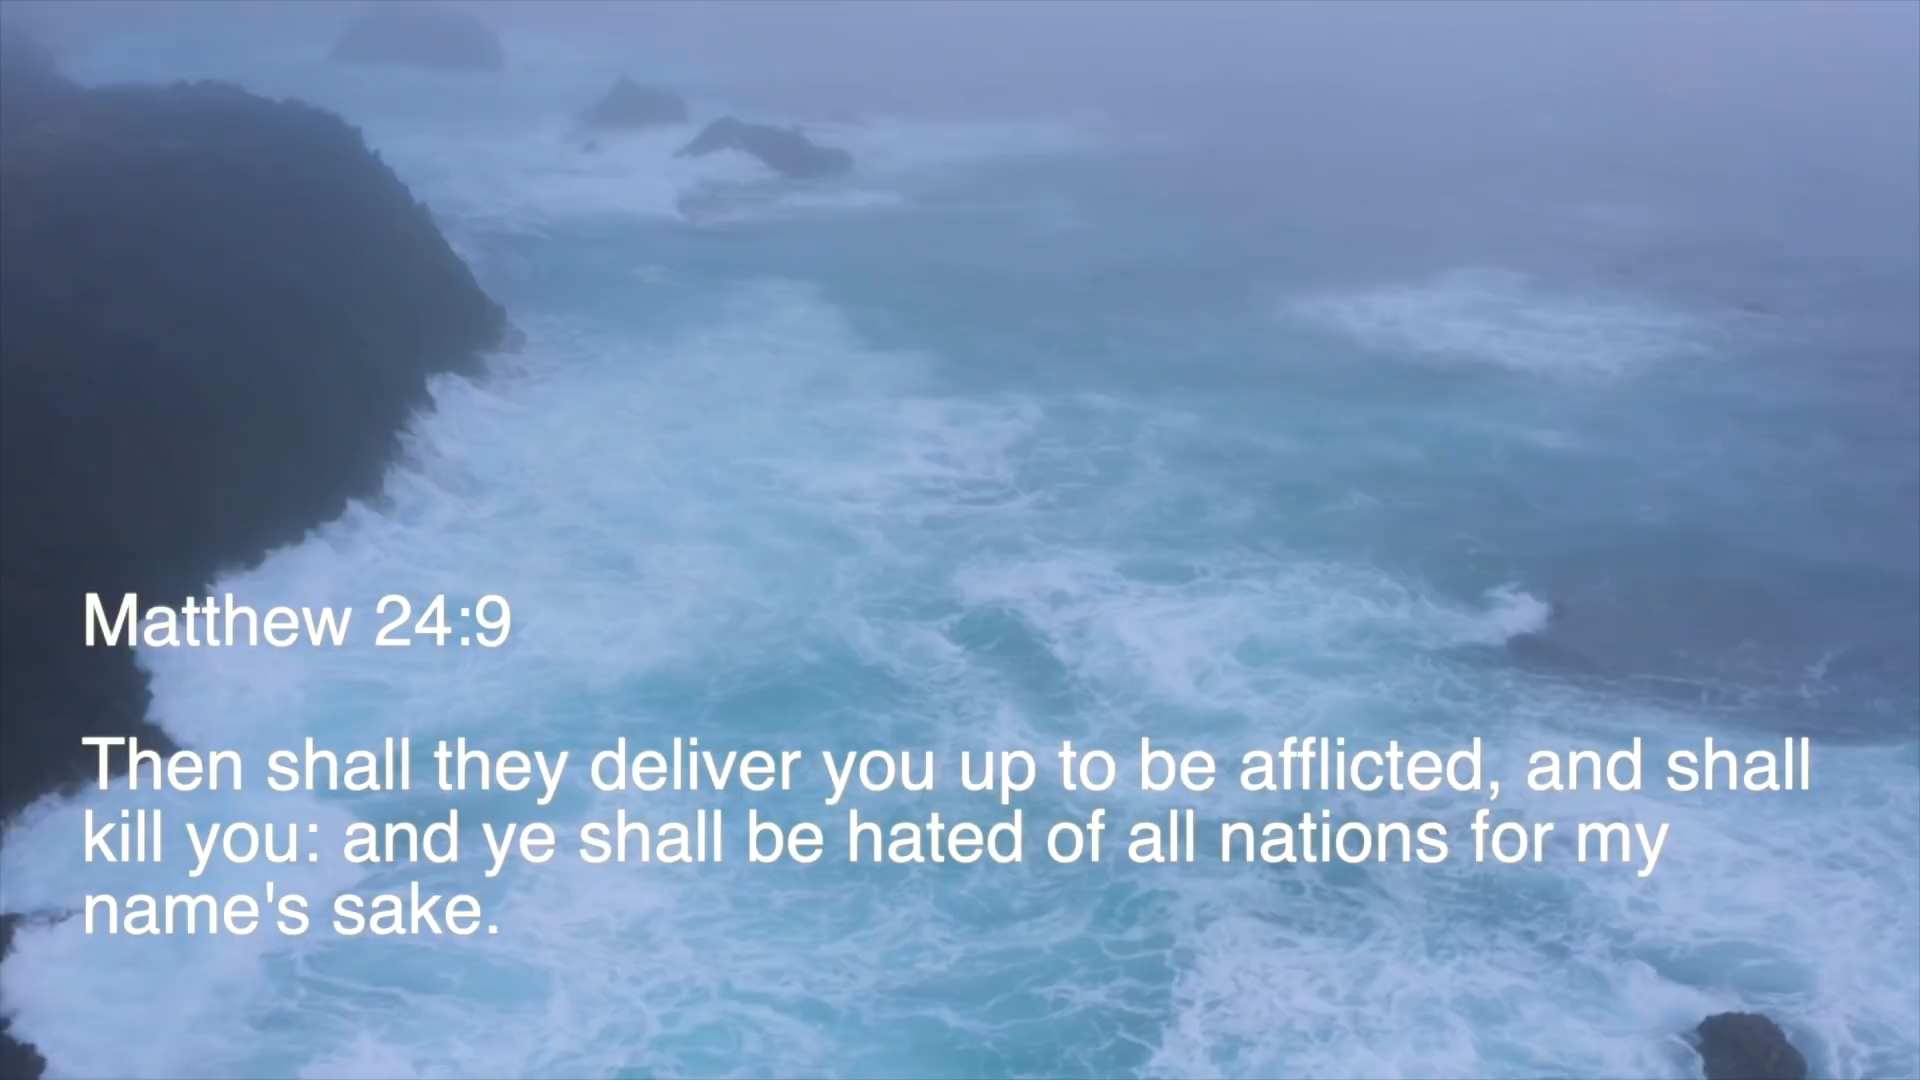 Matthew 24:9
Then shall they deliver you up to be afflicted, and shall
kill you: and ye shall be hated of all nations for my
name's sake.